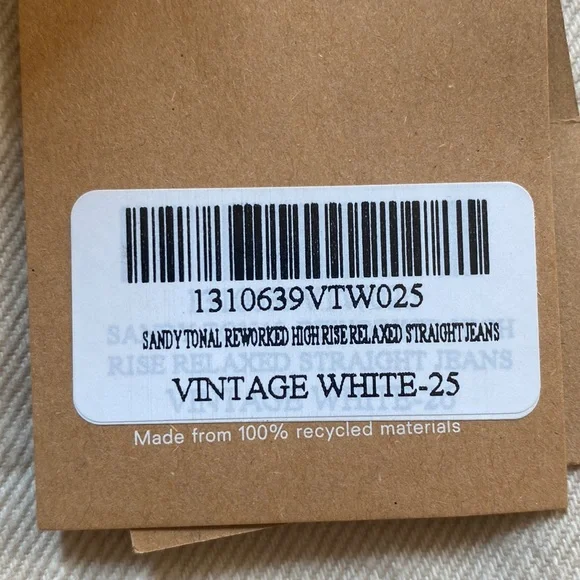 1310639VTW025
SANDY TONAL REWORKED HIGH RISE RELAXED STRAIGHT JEANS
VINTAGE WHITE-25
Made from 100% recycled materials